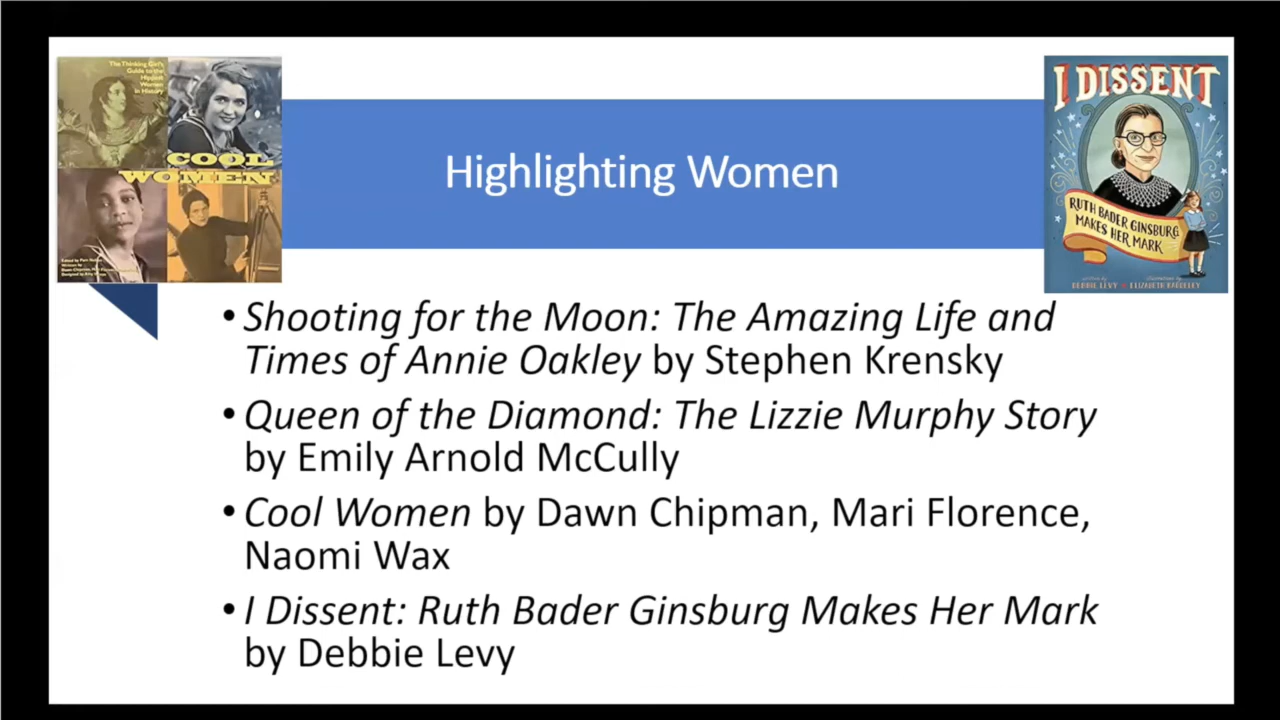 The Thinking Girl's
Guide to the
Hippest
Women
in History
COOL
WOMEN
I DISSENT
RUTH BADER GINSBURG
MAKES HER MARK
DEBBIE LEVY
Highlighting Women
• Shooting for the Moon: The Amazing Life and
Times of Annie Oakley by Stephen Krensky
• Queen of the Diamond: The Lizzie Murphy Story
by Emily Arnold McCully
• Cool Women by Dawn Chipman, Mari Florence,
Naomi Wax
• I Dissent: Ruth Bader Ginsburg Makes Her Mark
by Debbie Levy